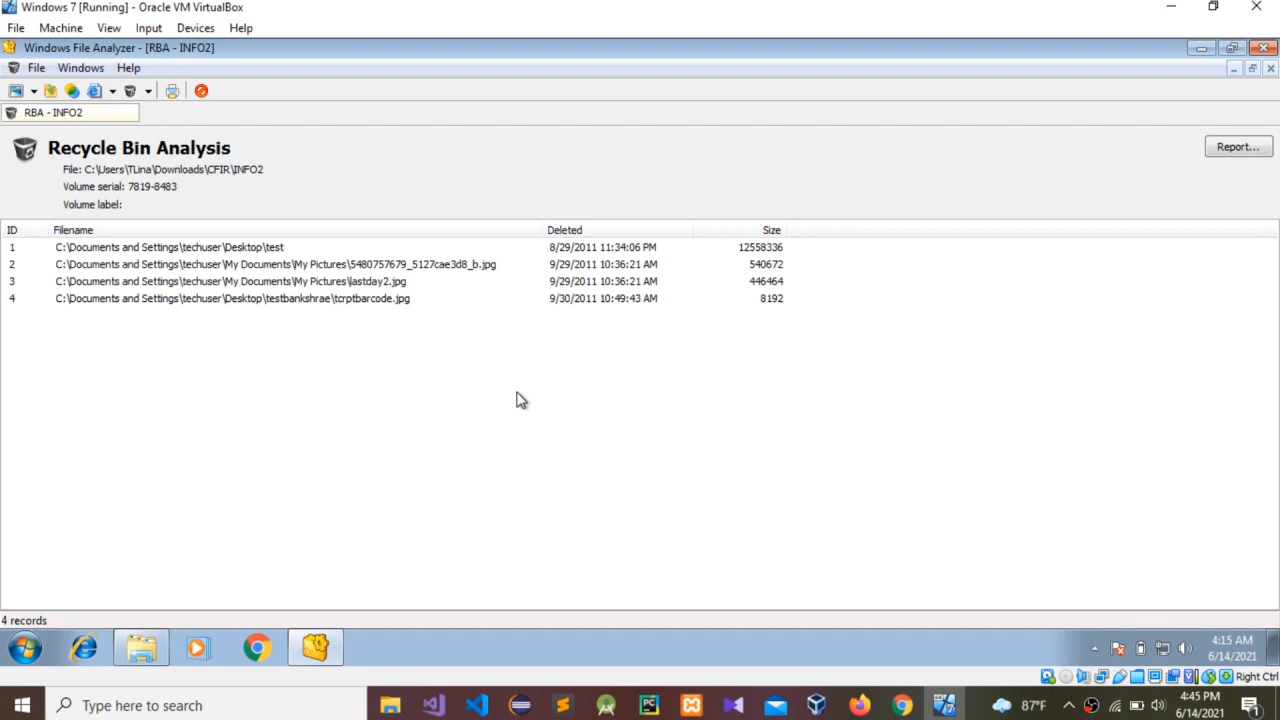 Windows 7 [Running] - Oracle VM VirtualBox
File Machine View Input Devices Help
Windows File Analyzer - [RBA - INFO2]
File Windows Help
RBA - INFO2
Recycle Bin Analysis
Report...
File: C:\Users\TLina\Downloads\CFIR\INFO2
Volume serial: 7819-8483
Volume label:
ID Filename Deleted Size
1 C:\Documents and Settings\techuser\Desktop\test 8/29/2011 11:34:06 PM 12558336
2 C:\Documents and Settings\techuser\My Documents\My Pictures\5480757679_5127cae3d8_b.jpg 9/29/2011 10:36:21 AM 540672
3 C:\Documents and Settings\techuser\My Documents\My Pictures\lastday2.jpg 9/29/2011 10:36:21 AM 446464
4 C:\Documents and Settings\techuser\Desktop\testbankshrae\tcrptbarcode.jpg 9/30/2011 10:49:43 AM 8192
4 records
4:15 AM
6/14/2021
Right Ctrl
Type here to search
PC
87°F
4:45 PM
6/14/2021
1